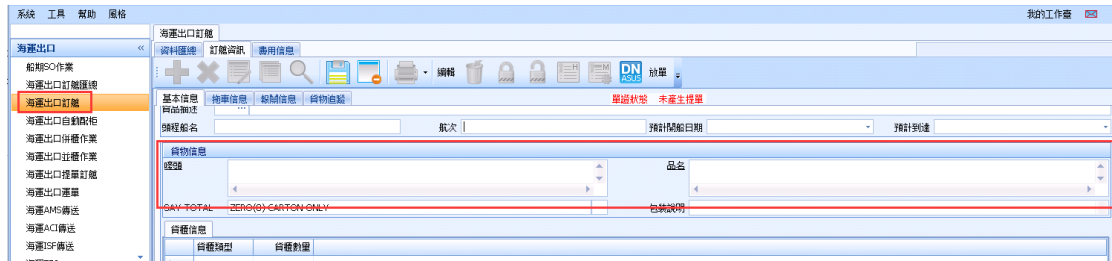 系統 工具 幫助 風格 我的工作臺
海運出口訂艙
海運出口 «
資料匯總 訂艙資訊 費用信息
船期SO作業
海運出口訂艙匯總
海運出口訂艙
海運出口自動配柜
海運出口併櫃作業
海運出口並櫃作業
海運出口提單訂艙
海運出口運單
海運AMS傳送
海運ACI傳送
海運ISF傳送
編輯 DN ASUS 放單
基本信息 拖車信息 報關信息 貨物追蹤 單證狀態 未產生提單
貨品描述 ...
頭程船名 航次 預計開船日期 預計到達
貨物信息
嘜頭 品名
SAY TOTAL ZERO(0) CARTON ONLY 包裝說明
貨櫃信息
貨櫃類型 貨櫃數量